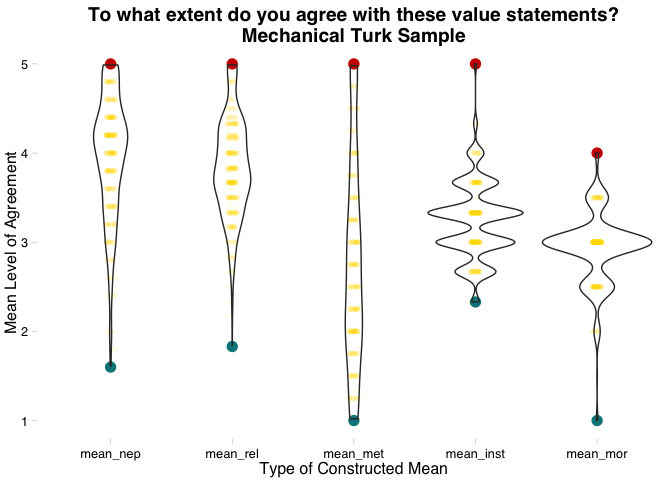 To what extent do you agree with these value statements?
Mechanical Turk Sample
Mean Level of Agreement
5
4
3
2
1
mean_nep
mean_rel
mean_met
mean_inst
mean_mor
Type of Constructed Mean